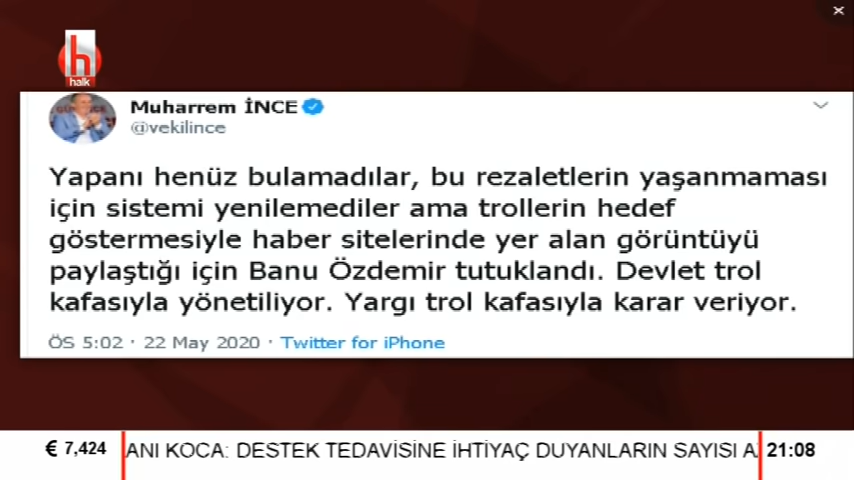 h
halk
Muharrem İNCE
@vekilince
Yapanı henüz bulamadılar, bu rezaletlerin yaşanmaması
için sistemi yenilemediler ama trollerin hedef
göstermesiyle haber sitelerinde yer alan görüntüyü
paylaştığı için Banu Özdemir tutuklandı. Devlet trol
kafasıyla yönetiliyor. Yargı trol kafasıyla karar veriyor.
ÖS 5:02 · 22 May 2020 · Twitter for iPhone
€ 7,424 ANI KOCA: DESTEK TEDAVİSİNE İHTİYAÇ DUYANLARIN SAYISI 21:08